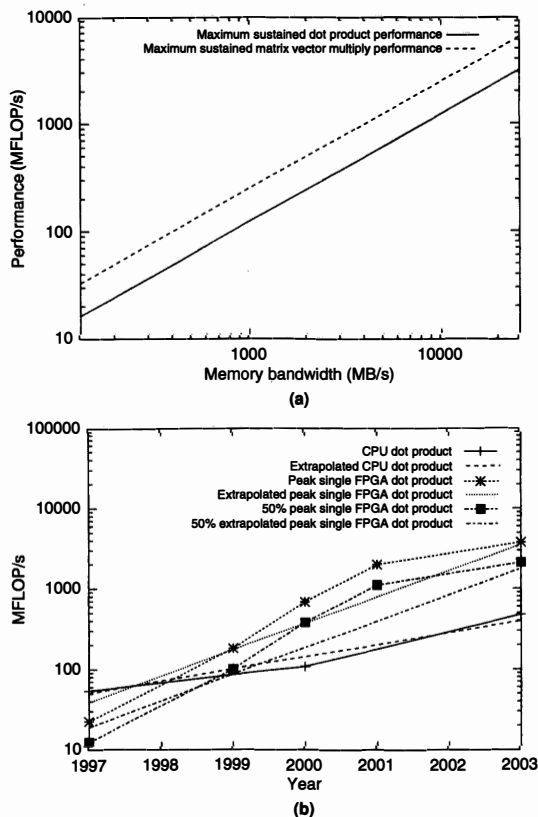 10000
Maximum sustained dot product performance
Maximum sustained matrix vector multiply performance
1000
100
10
Performance (MFLOP/s)
1000 10000
Memory bandwidth (MB/s)
(a)
100000
CPU dot product
Extrapolated CPU dot product
Peak single FPGA dot product
Extrapolated peak single FPGA dot product
50% peak single FPGA dot product
50% extrapolated peak single FPGA dot product
10000
1000
100
10
MFLOP/s
1997 1998 1999 2000 2001 2002 2003
Year
(b)